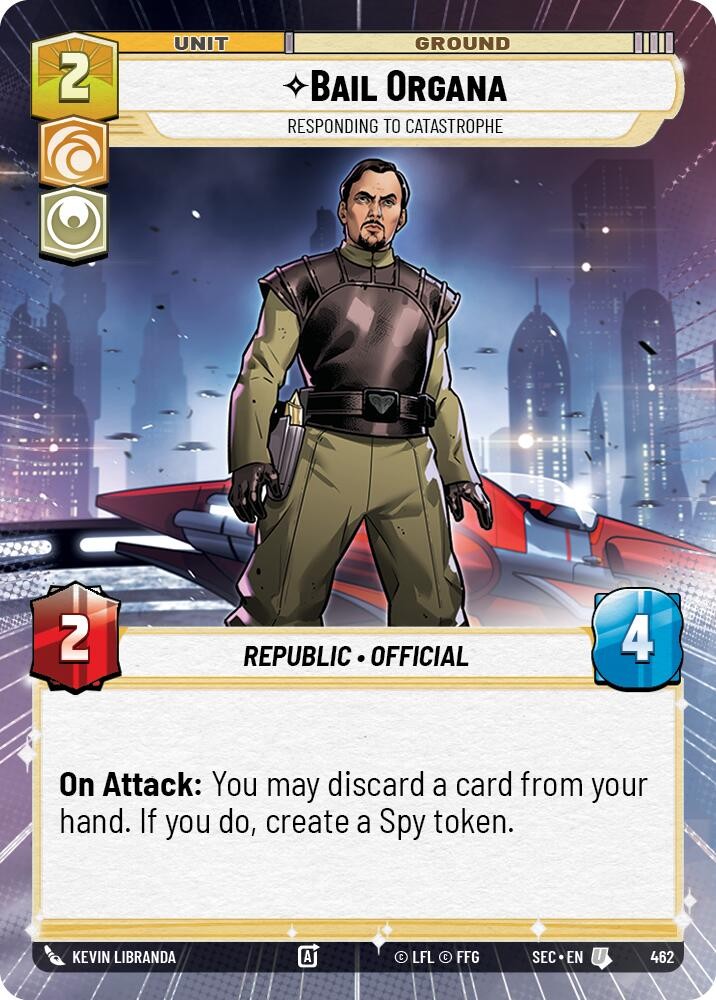 UNIT
GROUND
2
✧BAIL ORGANA
RESPONDING TO CATASTROPHE
2
REPUBLIC • OFFICIAL
4
On Attack: You may discard a card from your
hand. If you do, create a Spy token.
KEVIN LIBRANDA
A
© LFL © FFG
SEC • EN
U
462